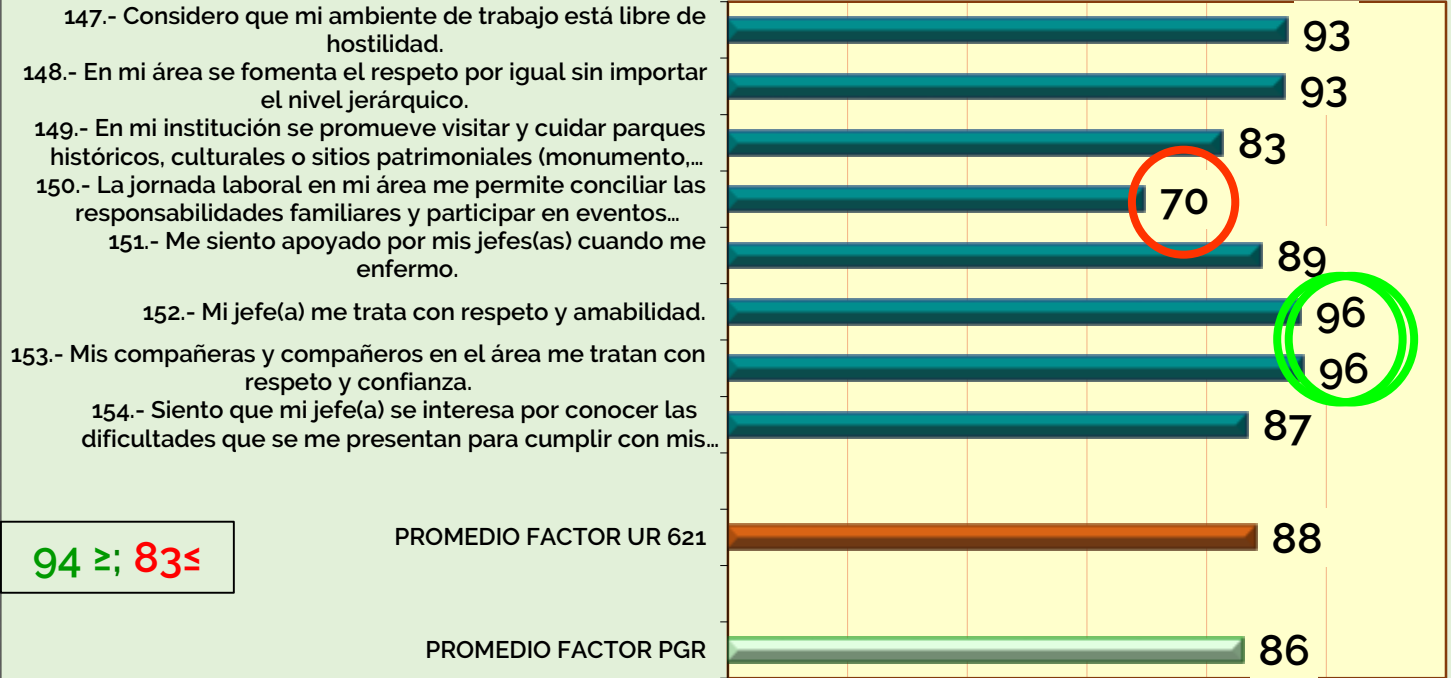 147.- Considero que mi ambiente de trabajo está libre de
hostilidad.
93
148.- En mi área se fomenta el respeto por igual sin importar
el nivel jerárquico.
93
149.- En mi institución se promueve visitar y cuidar parques
históricos, culturales o sitios patrimoniales (monumento,...
83
150.- La jornada laboral en mi área me permite conciliar las
responsabilidades familiares y participar en eventos...
70
151.- Me siento apoyado por mis jefes(as) cuando me
enfermo.
89
152.- Mi jefe(a) me trata con respeto y amabilidad.
96
153.- Mis compañeras y compañeros en el área me tratan con
respeto y confianza.
96
154.- Siento que mi jefe(a) se interesa por conocer las
dificultades que se me presentan para cumplir con mis...
87
PROMEDIO FACTOR UR 621
88
94 ≥; 83≤
PROMEDIO FACTOR PGR
86